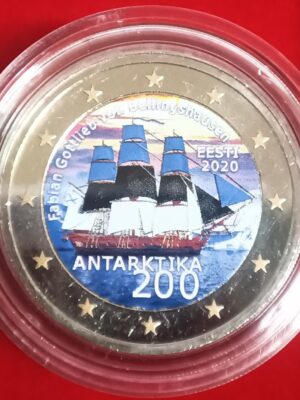 Fabian Gottlieb von Bellingshausen
EESTI
2020
ANTARKTIKA
200